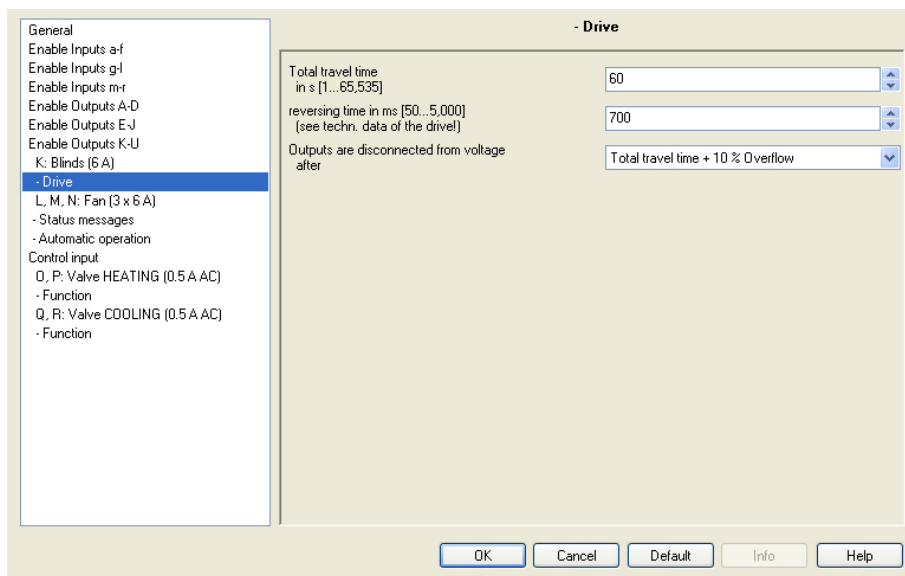 General
Enable Inputs a-f
Enable Inputs g-l
Enable Inputs m-r
Enable Outputs A-D
Enable Outputs E-J
Enable Outputs K-U
K: Blinds (6 A)
- Drive
L, M, N: Fan (3 x 6 A)
- Status messages
- Automatic operation
Control input
O, P: Valve HEATING (0.5 A AC)
- Function
Q, R: Valve COOLING (0.5 A AC)
- Function
- Drive
Total travel time
in s [1...65,535]
60
reversing time in ms [50...5,000]
(see techn. data of the drive!)
700
Outputs are disconnected from voltage
after
Total travel time + 10 % Overflow
OK
Cancel
Default
Info
Help